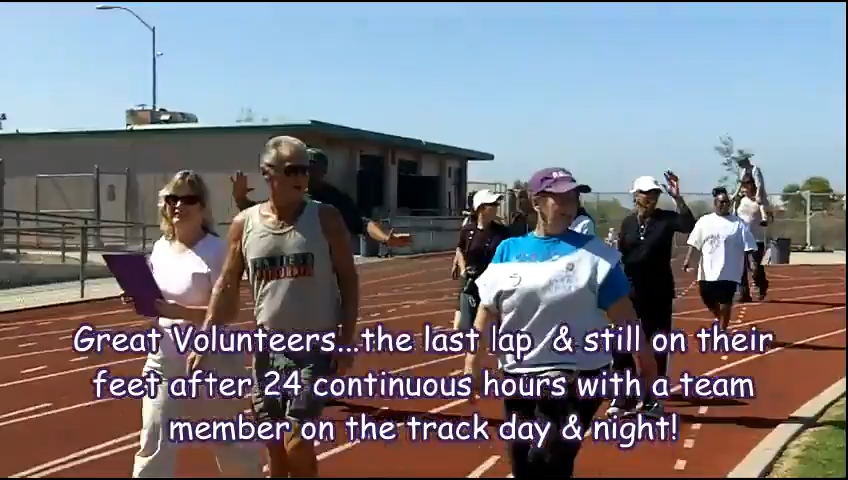 Great Volunteers...the last lap & still on their
feet after 24 continuous hours with a team
member on the track day & night!